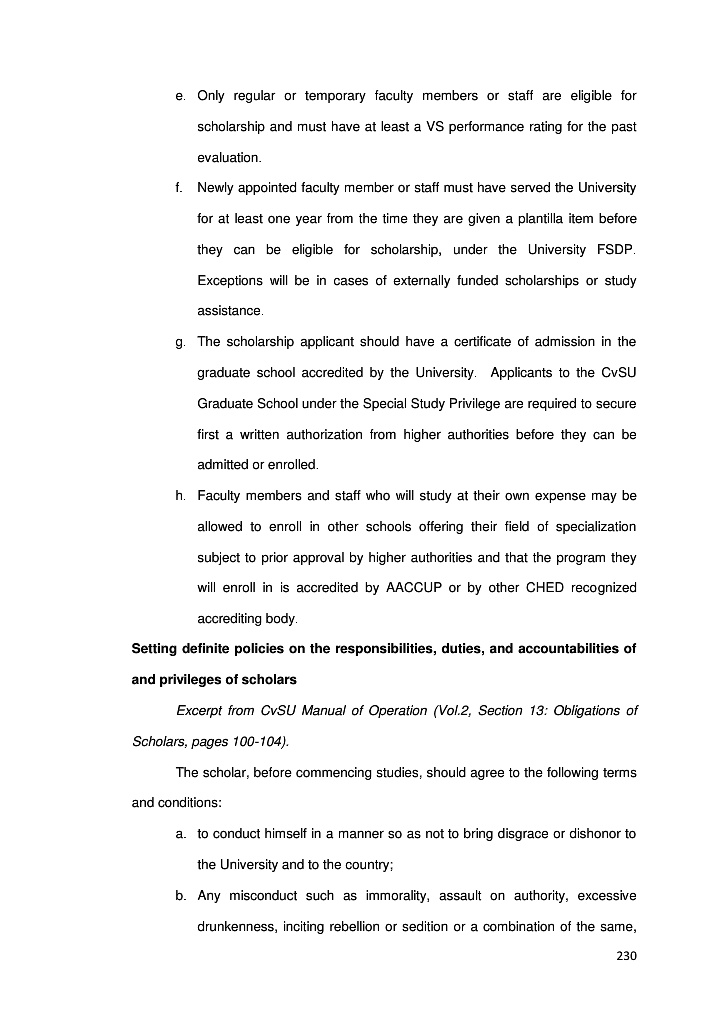 e. Only regular or temporary faculty members or staff are eligible for
scholarship and must have at least a VS performance rating for the past
evaluation.
f. Newly appointed faculty member or staff must have served the University
for at least one year from the time they are given a plantilla item before
they can be eligible for scholarship, under the University FSDP.
Exceptions will be in cases of externally funded scholarships or study
assistance.
g. The scholarship applicant should have a certificate of admission in the
graduate school accredited by the University. Applicants to the CvSU
Graduate School under the Special Study Privilege are required to secure
first a written authorization from higher authorities before they can be
admitted or enrolled.
h. Faculty members and staff who will study at their own expense may be
allowed to enroll in other schools offering their field of specialization
subject to prior approval by higher authorities and that the program they
will enroll in is accredited by AACCUP or by other CHED recognized
accrediting body.
Setting definite policies on the responsibilities, duties, and accountabilities of
and privileges of scholars
Excerpt from CvSU Manual of Operation (Vol.2, Section 13: Obligations of
Scholars, pages 100-104).
The scholar, before commencing studies, should agree to the following terms
and conditions:
a. to conduct himself in a manner so as not to bring disgrace or dishonor to
the University and to the country;
b. Any misconduct such as immorality, assault on authority, excessive
drunkenness, inciting rebellion or sedition or a combination of the same,
230